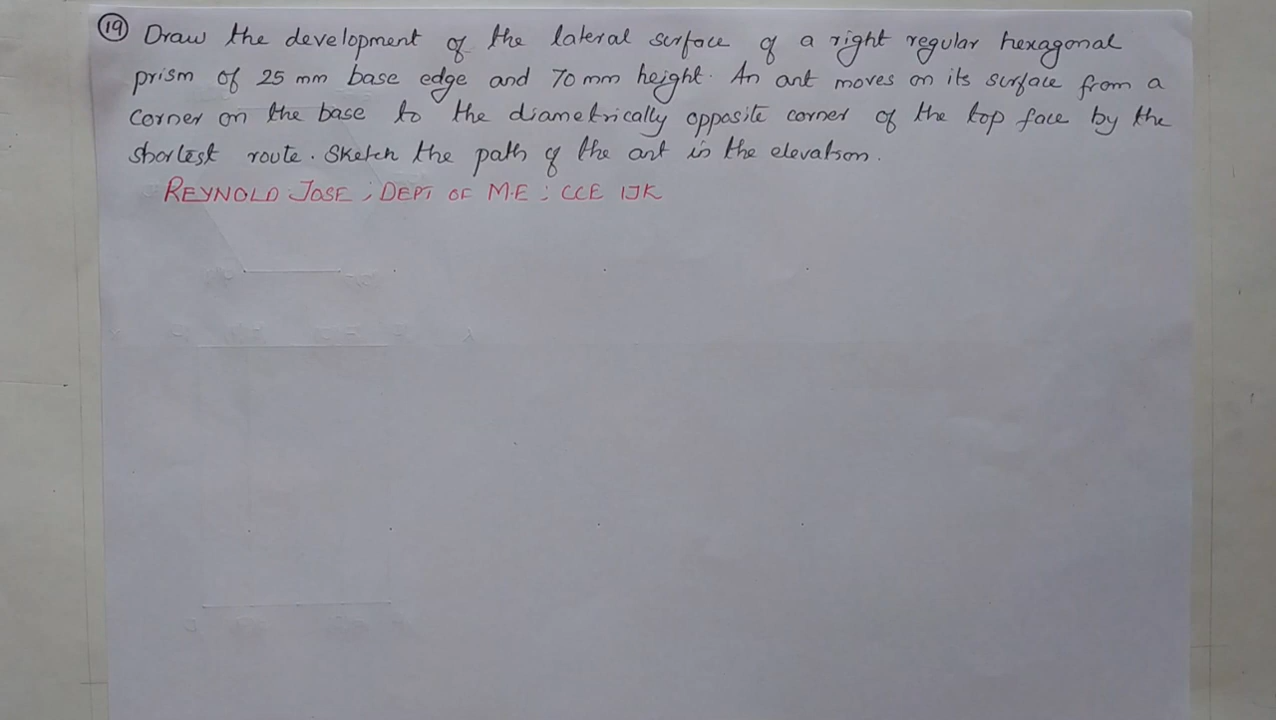 (19) Draw the development of the lateral surface of a right regular hexagonal
prism of 25 mm base edge and 70 mm height. An ant moves on its surface from a
corner on the base to the diametrically opposite corner of the top face by the
shortest route. Sketch the path of the ant in the elevation.
REYNOLD JOSE ; DEPT OF M.E ; CCE IJK